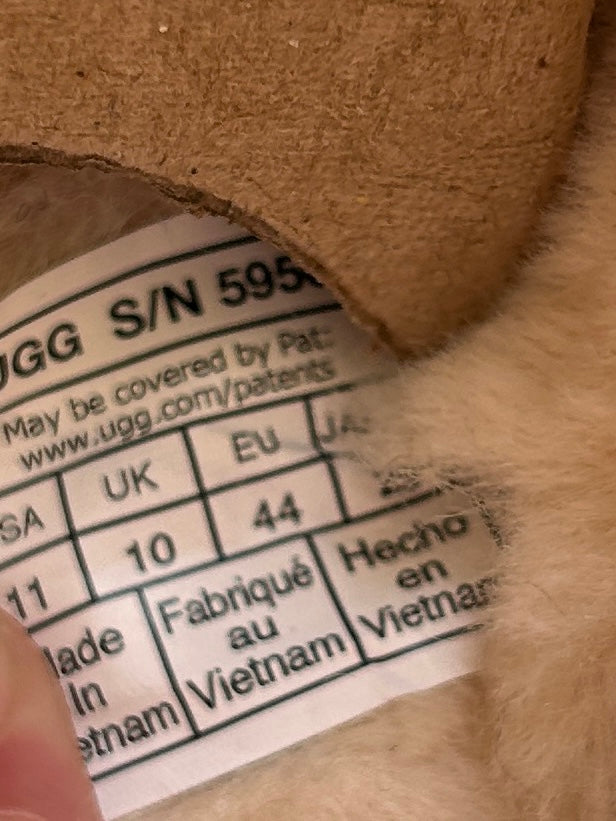 UGG S/N 595
May be covered by Pat:
www.ugg.com/patents
UK EU
11 10 44
Fabriqué
au
Vietnam
Hecho
en
In